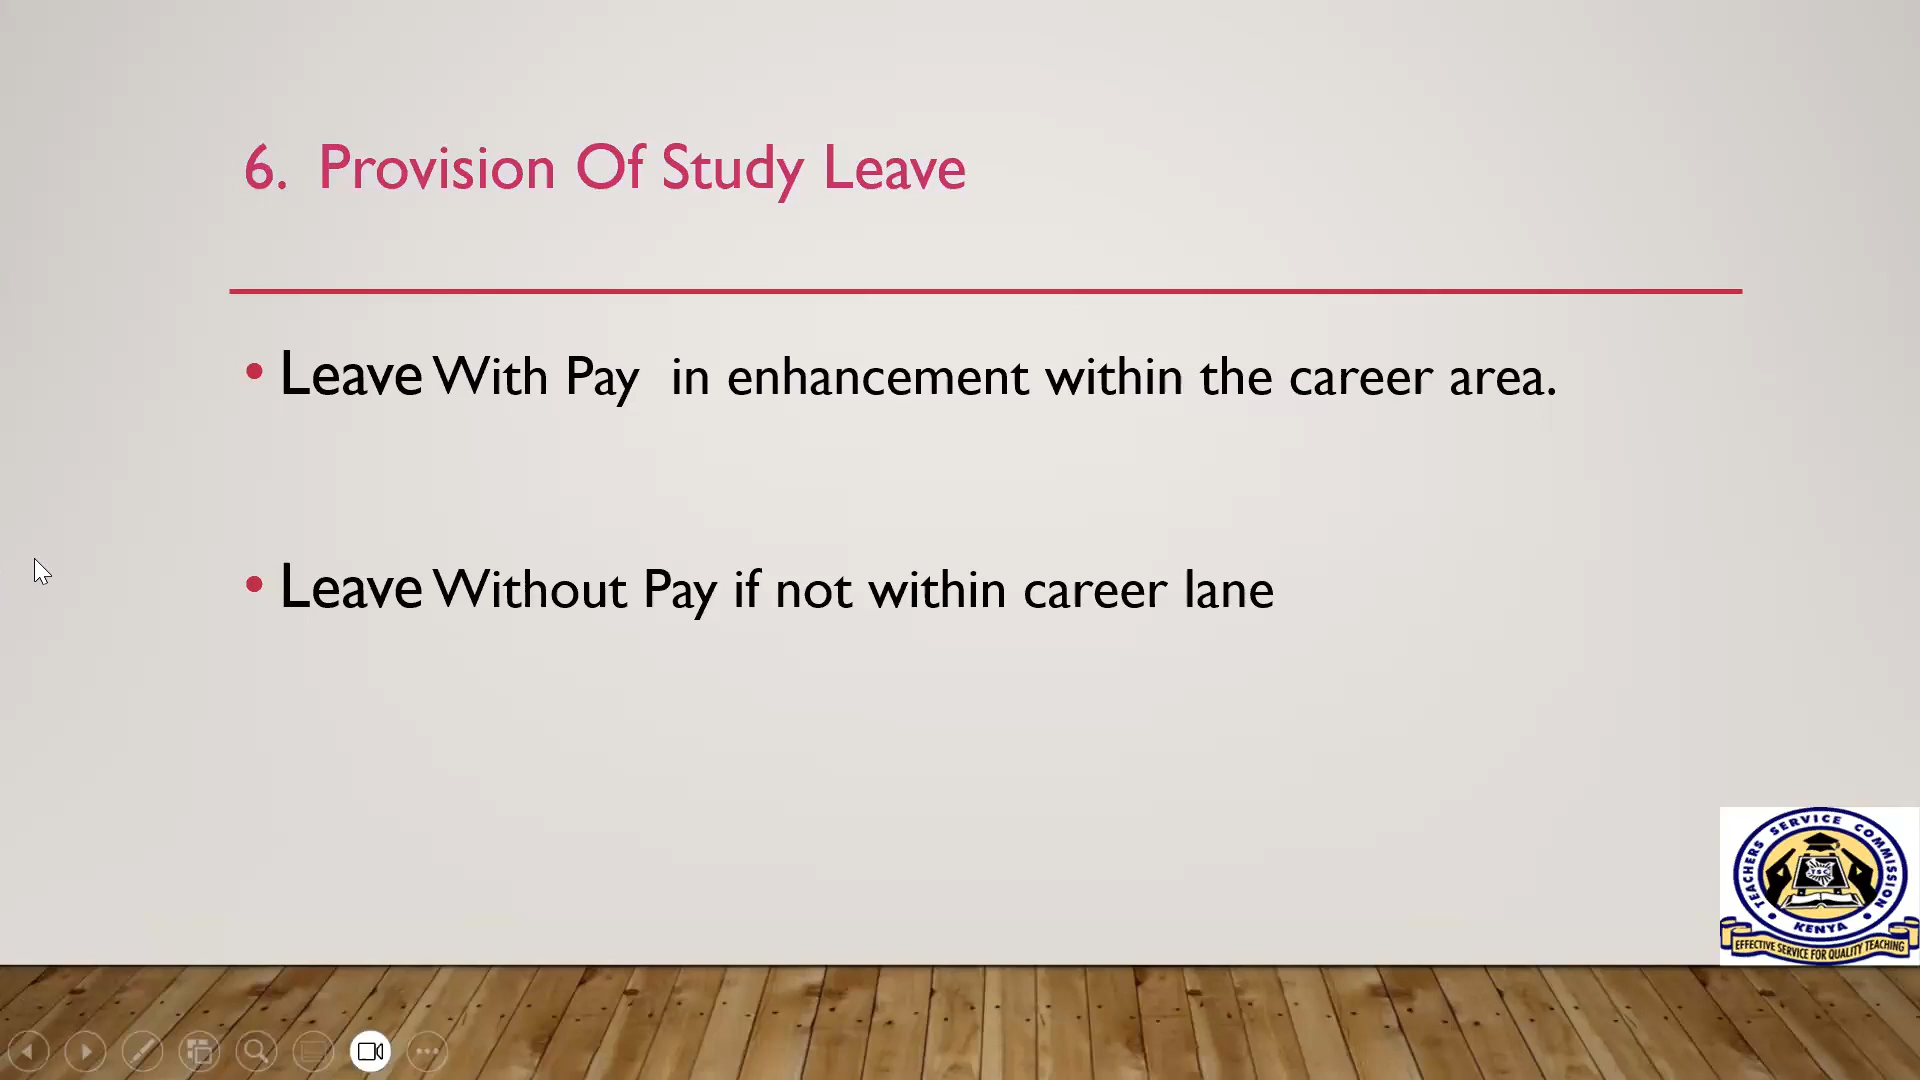 6. Provision Of Study Leave
• Leave With Pay in enhancement within the career area.
• Leave Without Pay if not within career lane
TEACHERS SERVICE COMMISSION
TSC
KENYA
EFFECTIVE SERVICE FOR QUALITY TEACHING